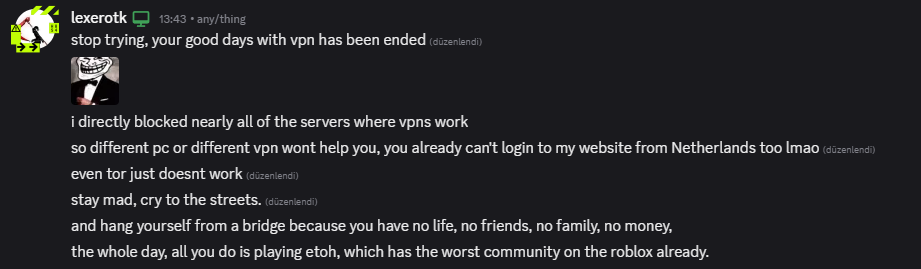 lexerotk 13:43 • any/thing
stop trying, your good days with vpn has been ended (düzenlendi)
i directly blocked nearly all of the servers where vpns work
so different pc or different vpn wont help you, you already can't login to my website from Netherlands too lmao (düzenlendi)
even tor just doesnt work (düzenlendi)
stay mad, cry to the streets. (düzenlendi)
and hang yourself from a bridge because you have no life, no friends, no family, no money,
the whole day, all you do is playing etoh, which has the worst community on the roblox already.